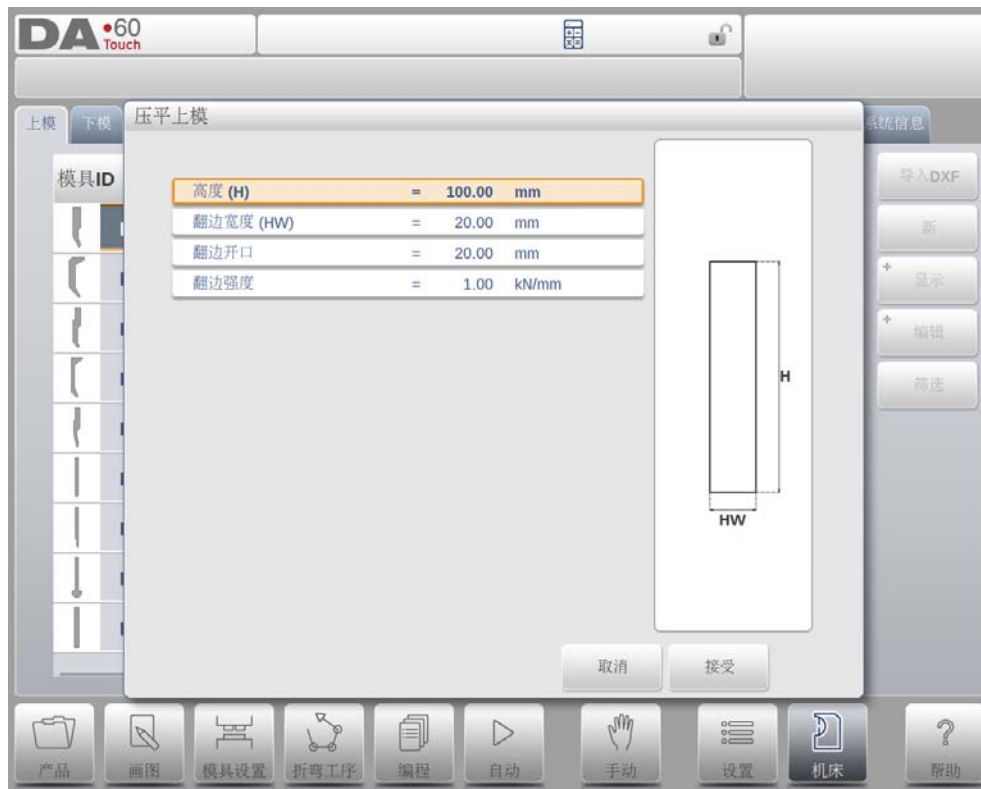 DA 60
Touch
上模
下模
压平上模
系统信息
模具ID
高度 (H) = 100.00 mm
翻边宽度 (HW) = 20.00 mm
翻边开口 = 20.00 mm
翻边强度 = 1.00 kN/mm
H
HW
导入DXF
新
显示
编辑
筛选
取消
接受
产品
画图
模具设置
折弯工序
编程
自动
手动
设置
机床
帮助